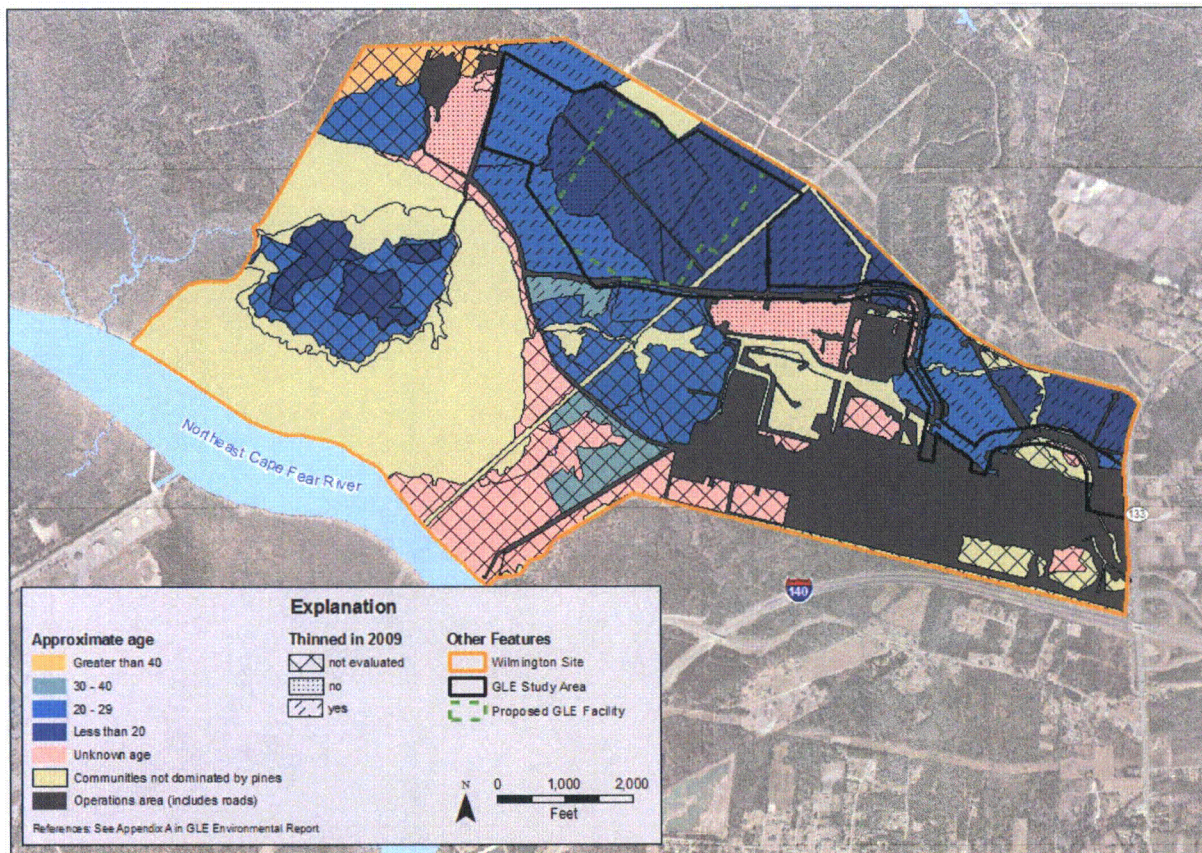 Northeast Cape Fear River
133
140
Explanation
Approximate age
Greater than 40
30 - 40
20 - 29
Less than 20
Unknown age
Communities not dominated by pines
Operations area (includes roads)
Thinned in 2009
not evaluated
no
yes
Other Features
Wilmington Site
GLE Study Area
Proposed GLE Facility
N
0 1,000 2,000
Feet
References: See Appendix A in GLE Environmental Report